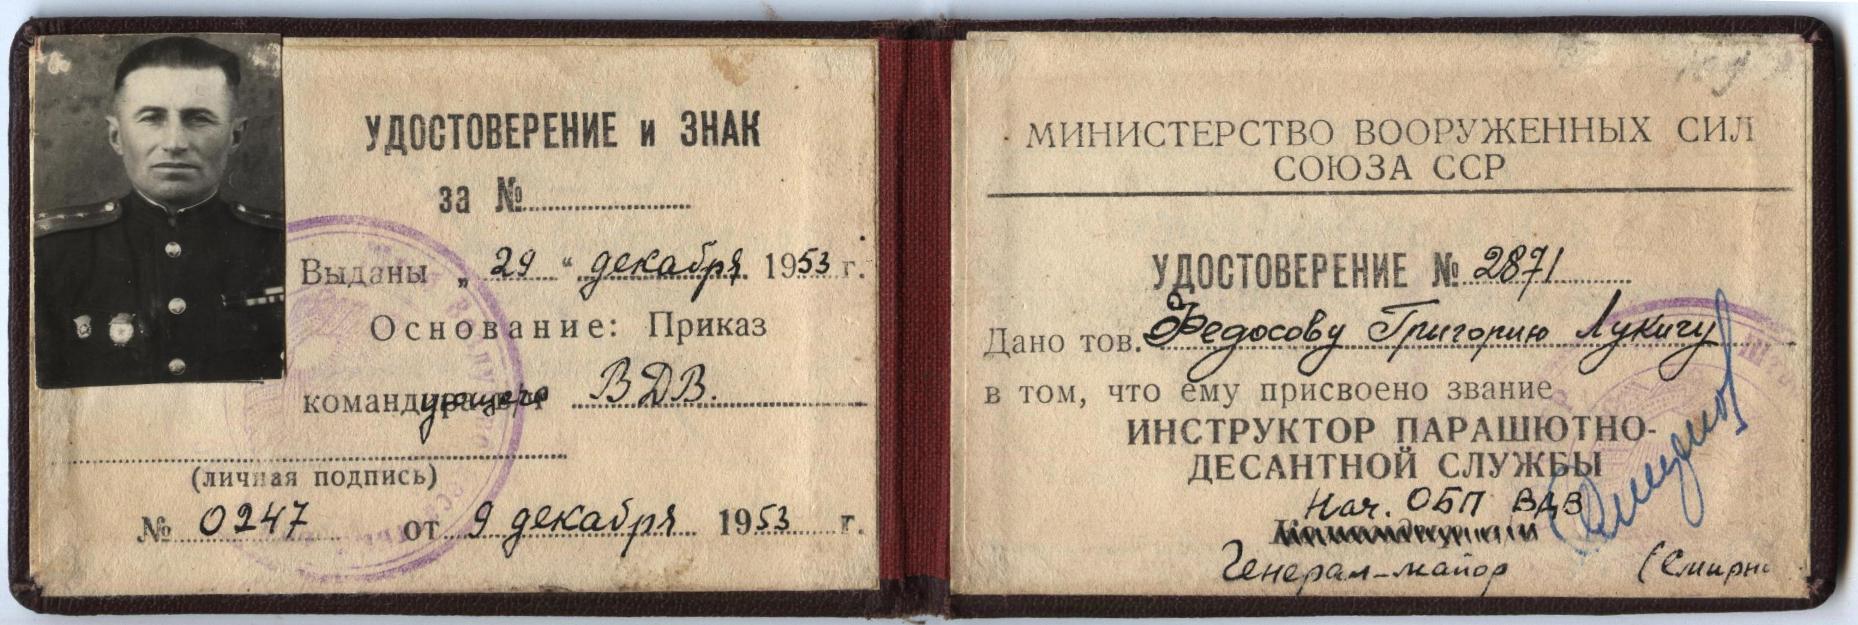 УДОСТОВЕРЕНИЕ и ЗНАК
за №
Выданы „ 29 “ декабря 1953 г.
Основание: Приказ
командующего ВДВ.
(личная подпись)
№ 0247 от 9 декабря 1953 г.
МИНИСТЕРСТВО ВООРУЖЕННЫХ СИЛ
СОЮЗА ССР
УДОСТОВЕРЕНИЕ № 2871
Дано тов. Федосову Григорию Лукичу
в том, что ему присвоено звание
ИНСТРУКТОР ПАРАШЮТНО-
ДЕСАНТНОЙ СЛУЖБЫ
Нач. ОБП ВДВ
Генерал-майор (Смирн